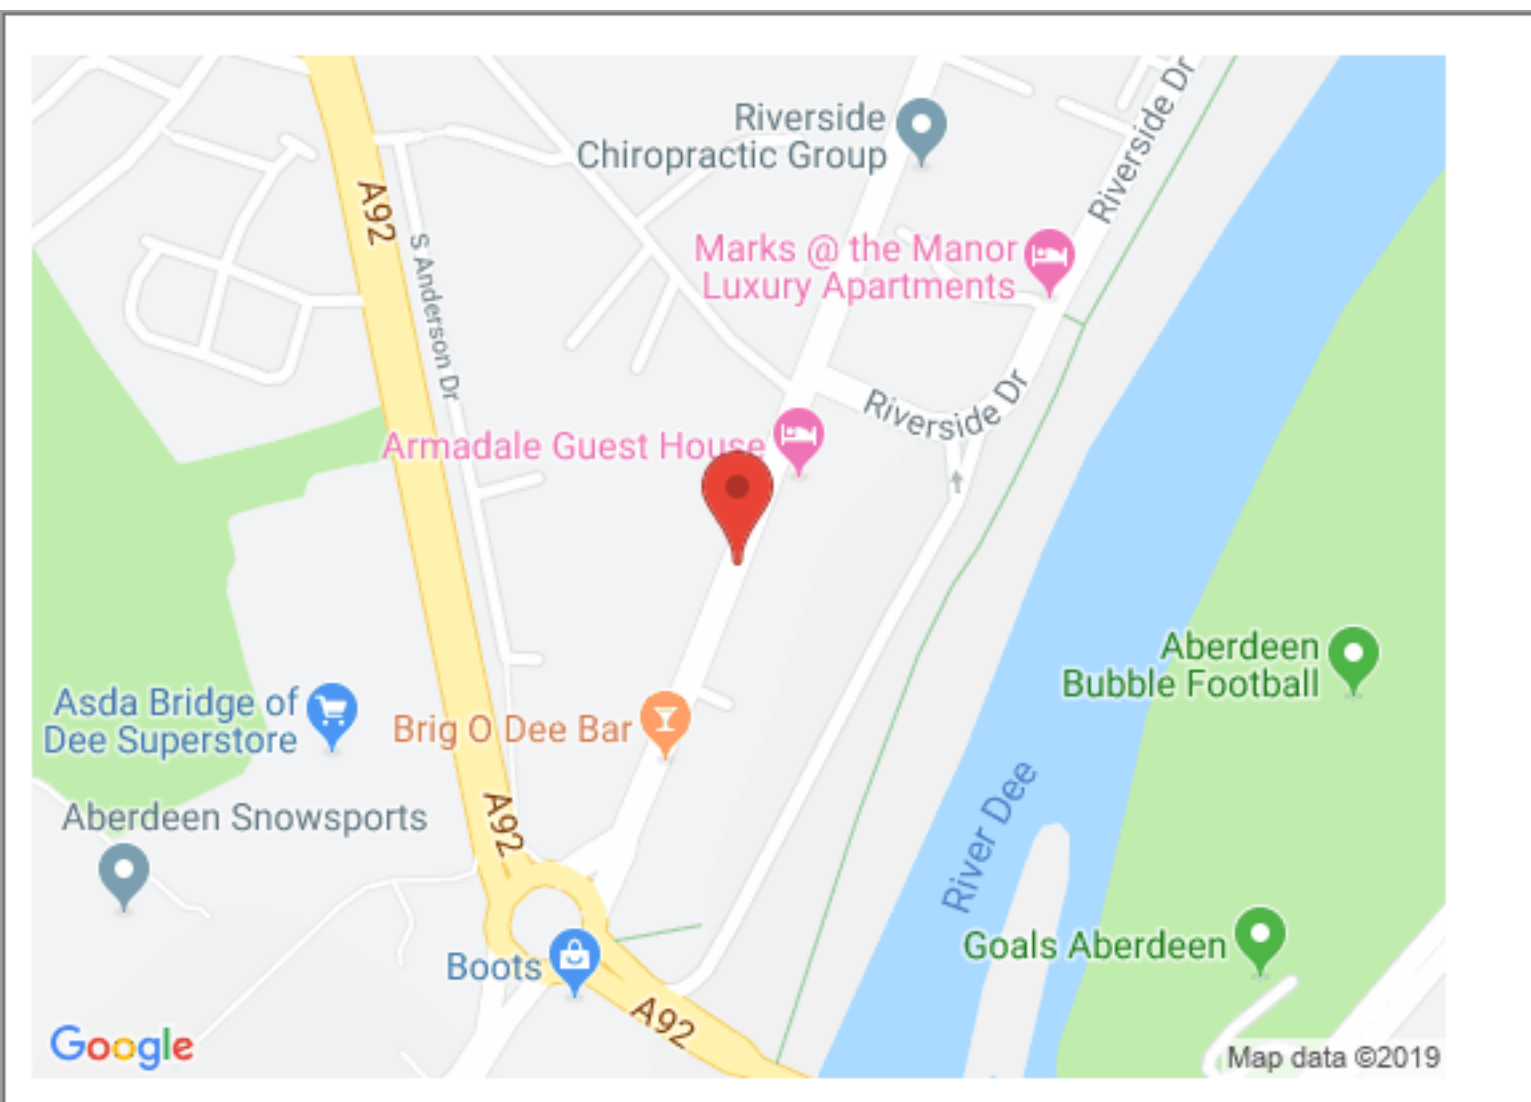 Riverside
Chiropractic Group
Riverside Dr
A92
S Anderson Dr
Marks @ the Manor
Luxury Apartments
Riverside Dr
Armadale Guest House
Aberdeen
Bubble Football
Asda Bridge of
Dee Superstore
Brig O Dee Bar
Aberdeen Snowsports
A92
River Dee
Goals Aberdeen
Boots
A92
Google
Map data ©2019